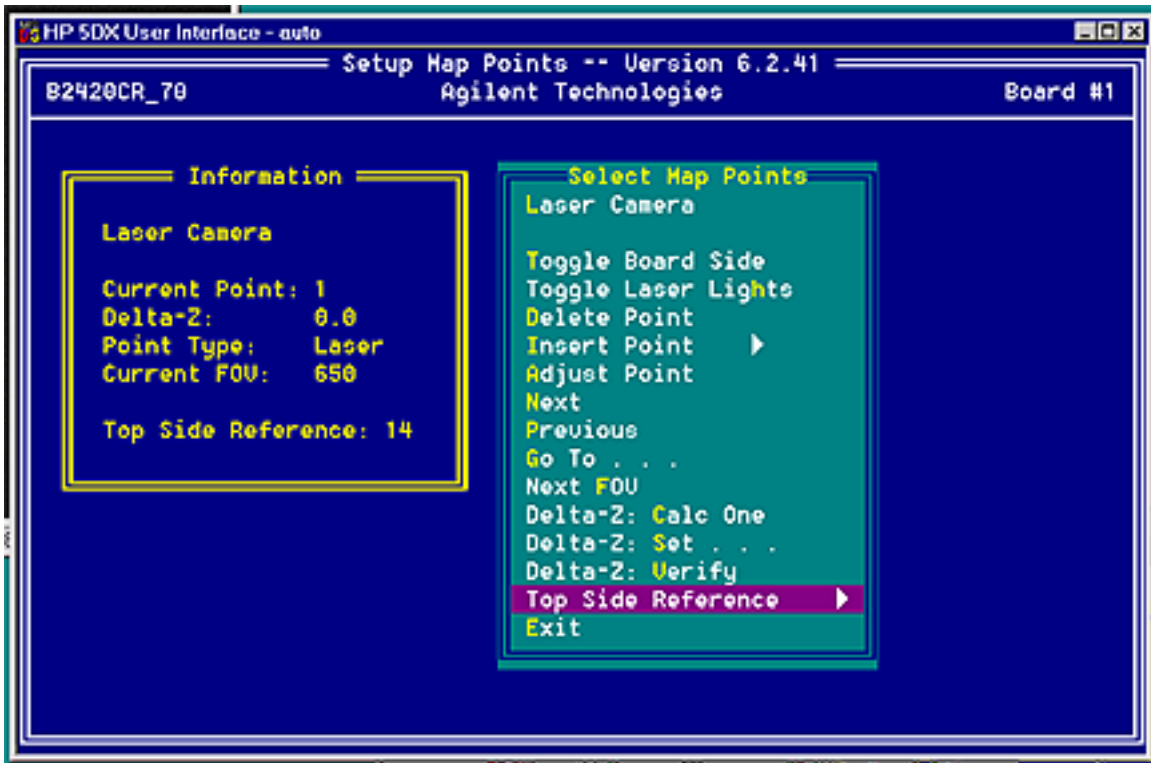 HP 5DX User Interface - auto
Setup Map Points -- Version 6.2.41
B2420CR_70 Agilent Technologies Board #1
Information
Laser Camera
Current Point: 1
Delta-Z: 0.0
Point Type: Laser
Current FOV: 650
Top Side Reference: 14
Select Map Points
Laser Camera
Toggle Board Side
Toggle Laser Lights
Delete Point
Insert Point
Adjust Point
Next
Previous
Go To . . .
Next FOV
Delta-Z: Calc One
Delta-Z: Set . . .
Delta-Z: Verify
Top Side Reference
Exit